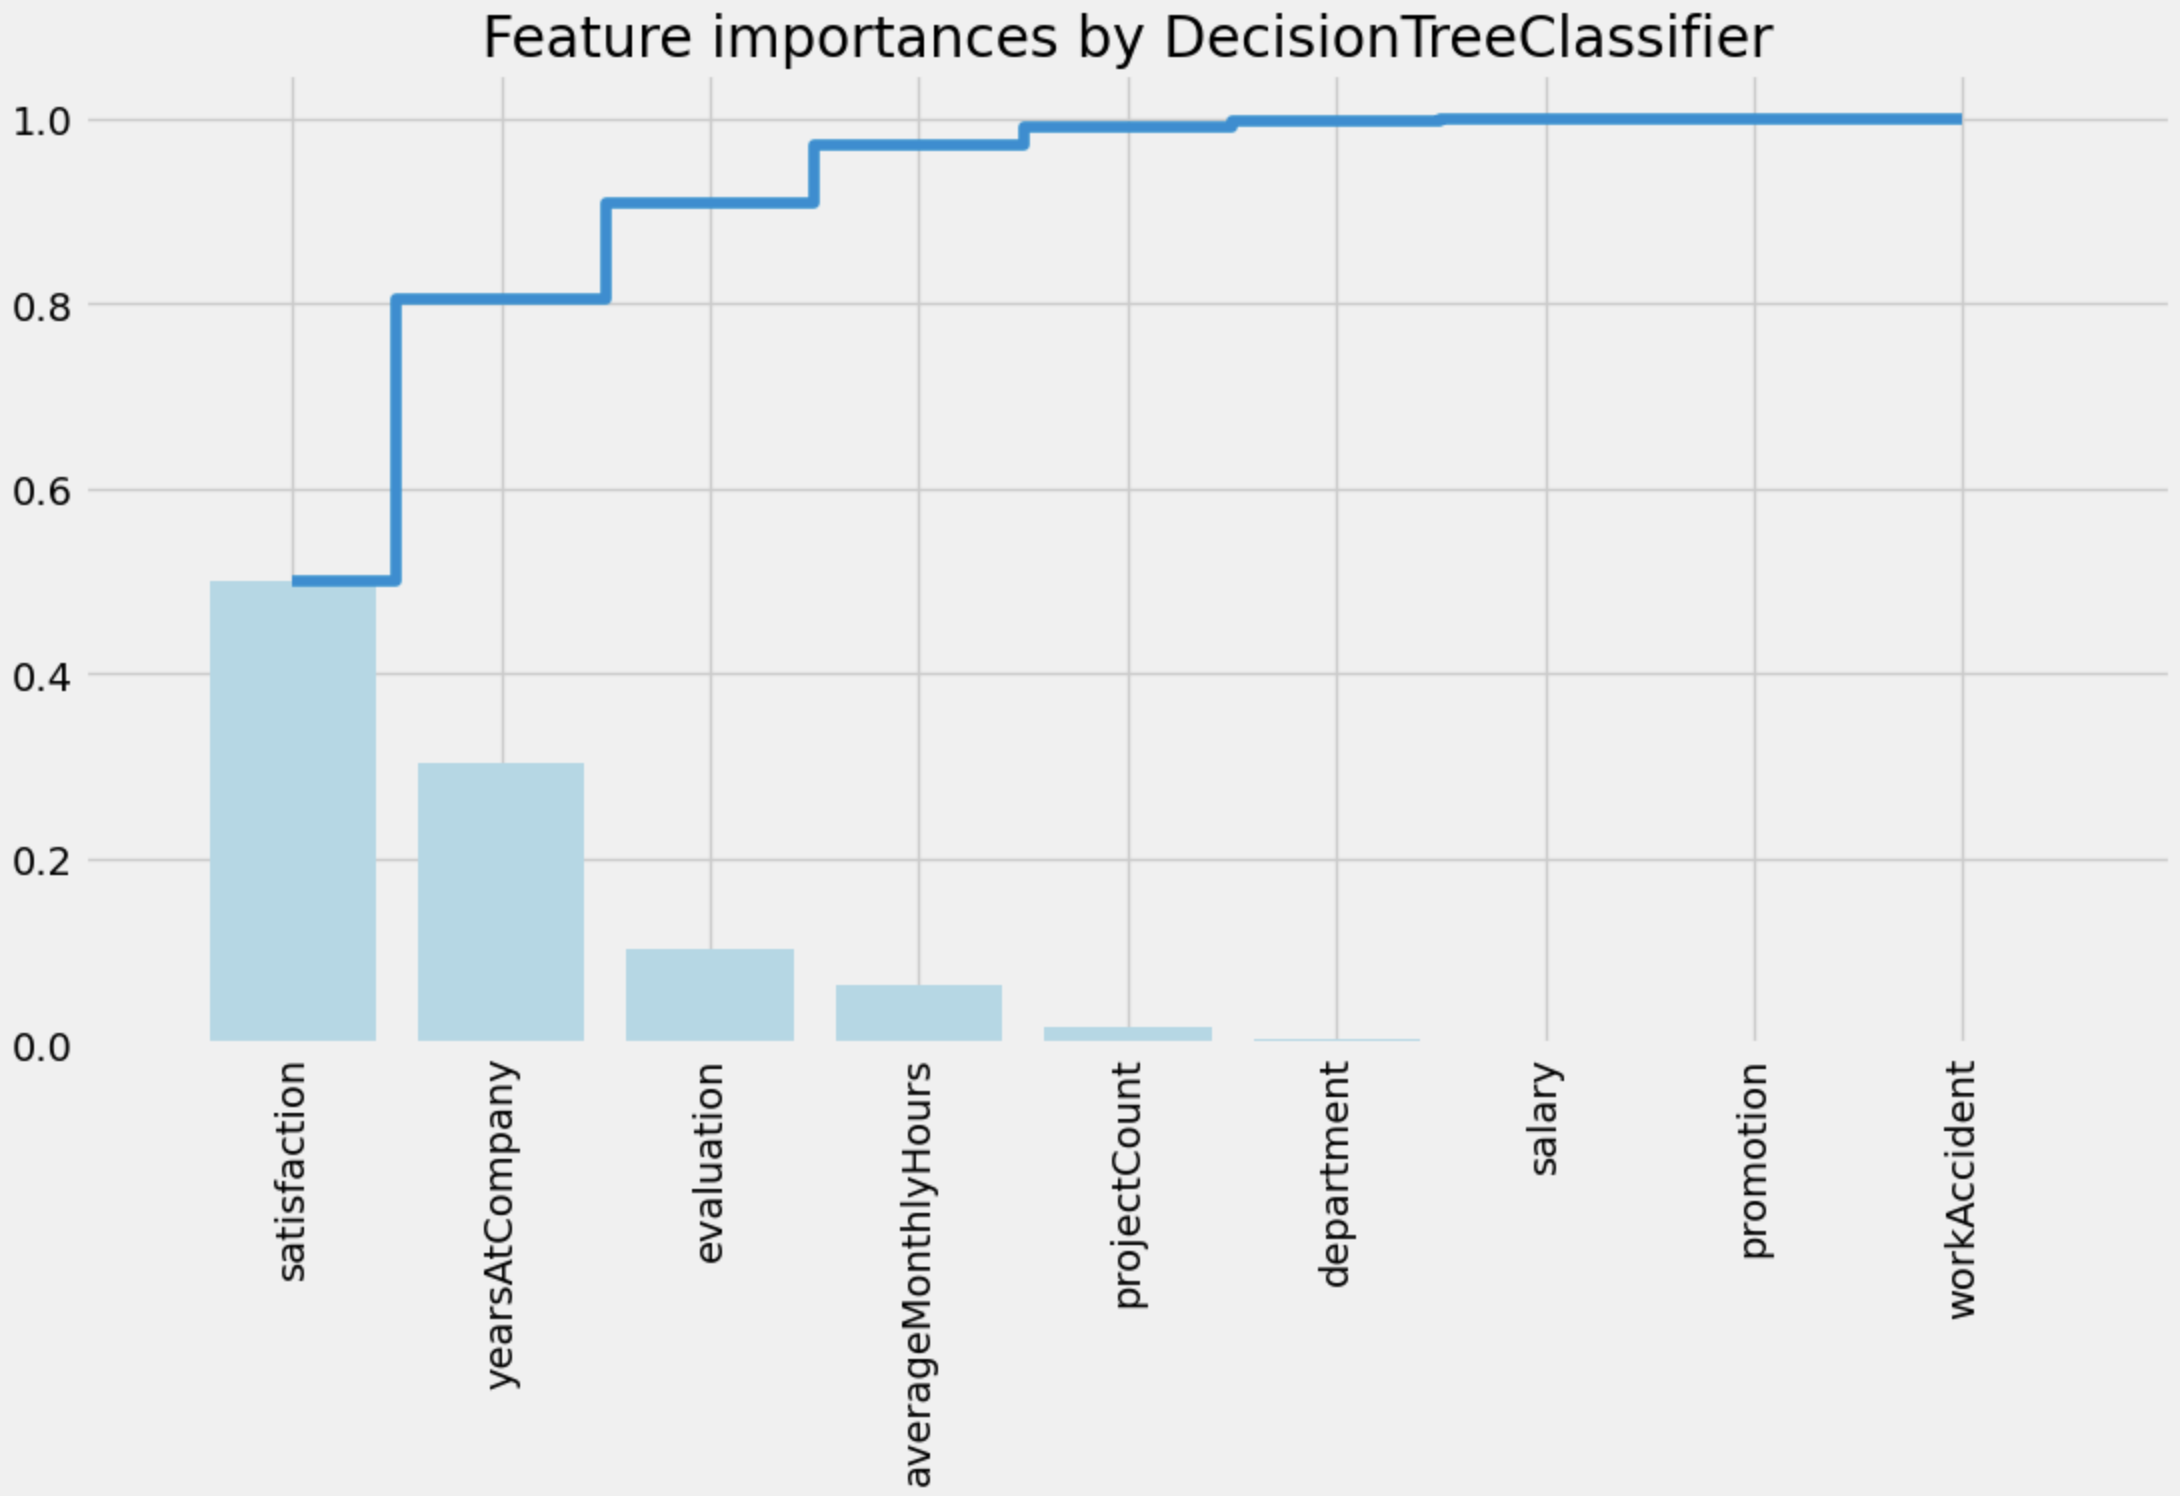 Feature importances by DecisionTreeClassifier
1.0
0.8
0.6
0.4
0.2
0.0
satisfaction
yearsAtCompany
evaluation
averageMonthlyHours
projectCount
department
salary
promotion
workAccident